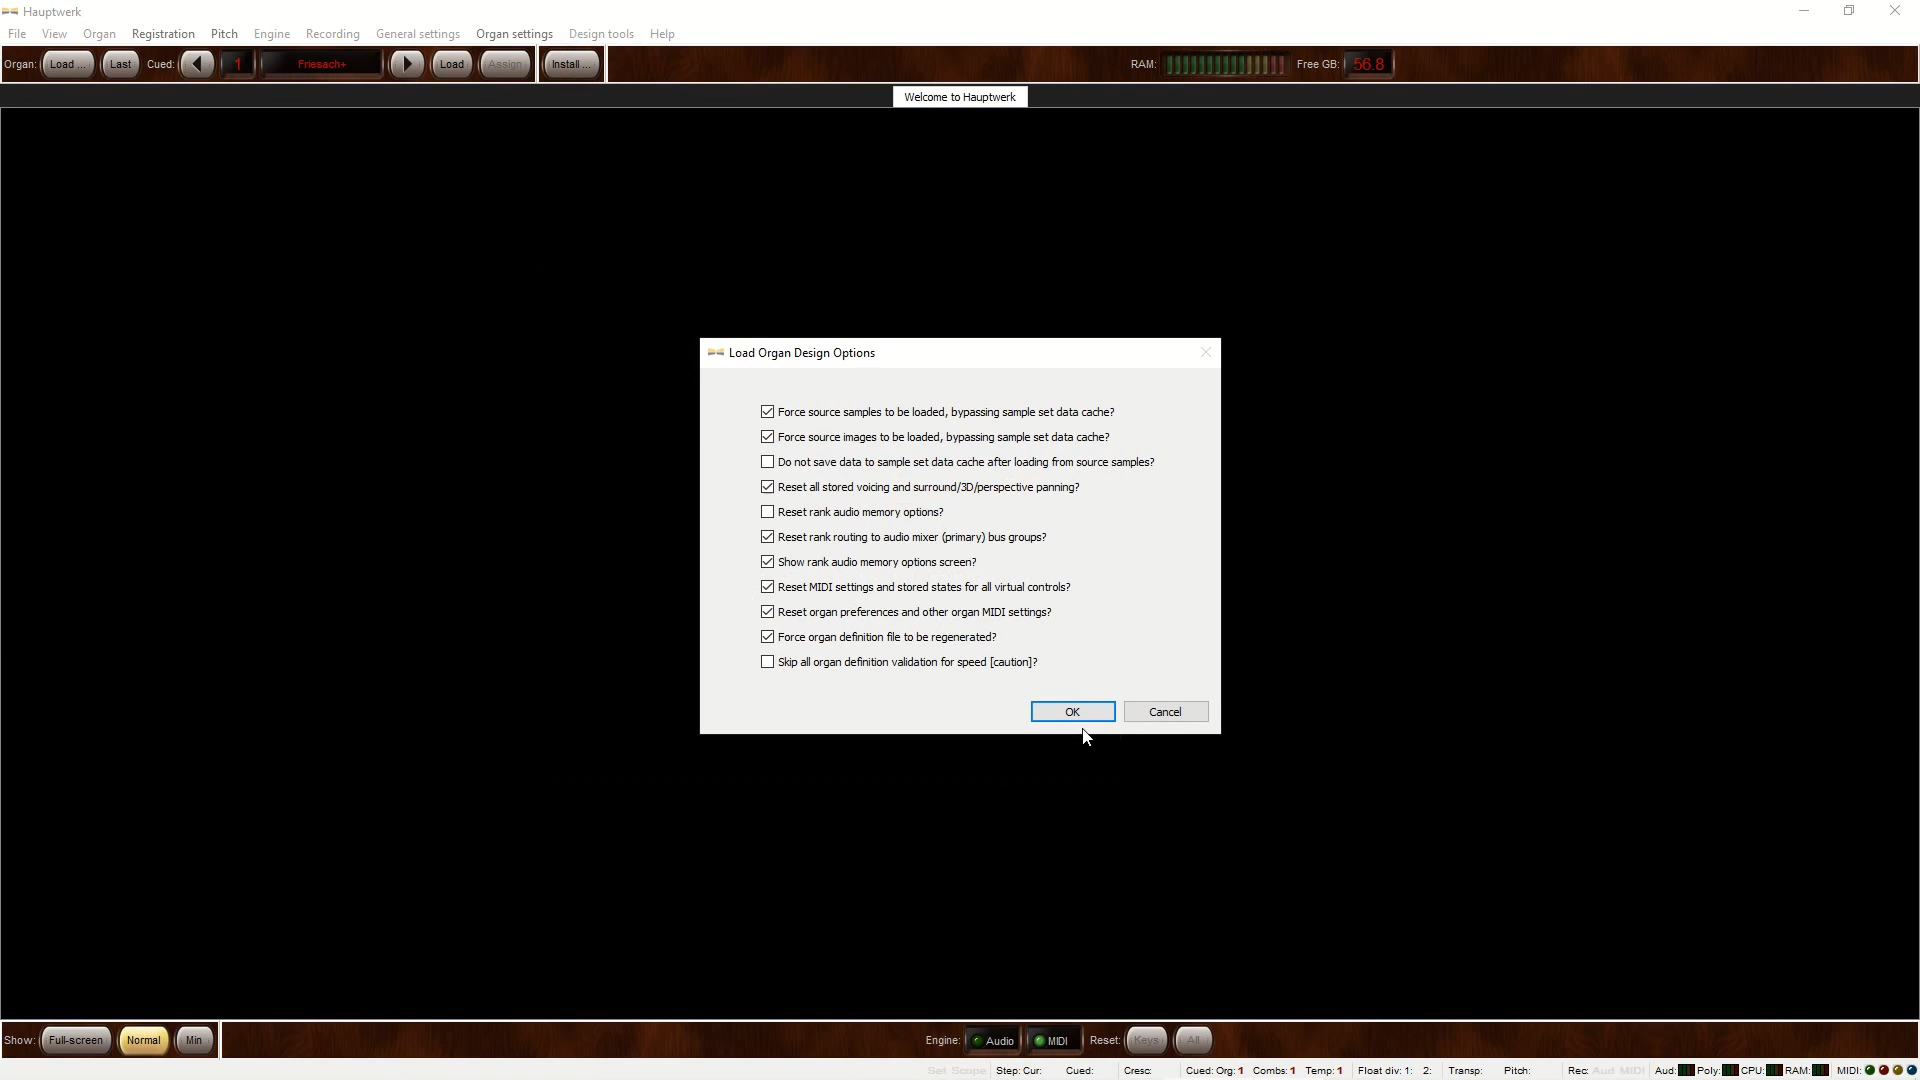 Hauptwerk
File View Organ Registration Pitch Engine Recording General settings Organ settings Design tools Help
Organ: Load ... Last Cued: 1 Friesach+ Load Assign Install ... RAM: Free GB: 56.8
Welcome to Hauptwerk
Load Organ Design Options
Force source samples to be loaded, bypassing sample set data cache?
Force source images to be loaded, bypassing sample set data cache?
Do not save data to sample set data cache after loading from source samples?
Reset all stored voicing and surround/3D/perspective panning?
Reset rank audio memory options?
Reset rank routing to audio mixer (primary) bus groups?
Show rank audio memory options screen?
Reset MIDI settings and stored states for all virtual controls?
Reset organ preferences and other organ MIDI settings?
Force organ definition file to be regenerated?
Skip all organ definition validation for speed [caution]?
OK Cancel
Show: Full-screen Normal Min Engine: Audio MIDI Reset: Keys All
Set Scope Step: Cur: Cued: Cresc: Cued: Org: 1 Combs: 1 Temp: 1 Float div: 1: 2: Transp: Pitch: Rec: Aud MIDI Aud: Poly: CPU: RAM: MIDI: